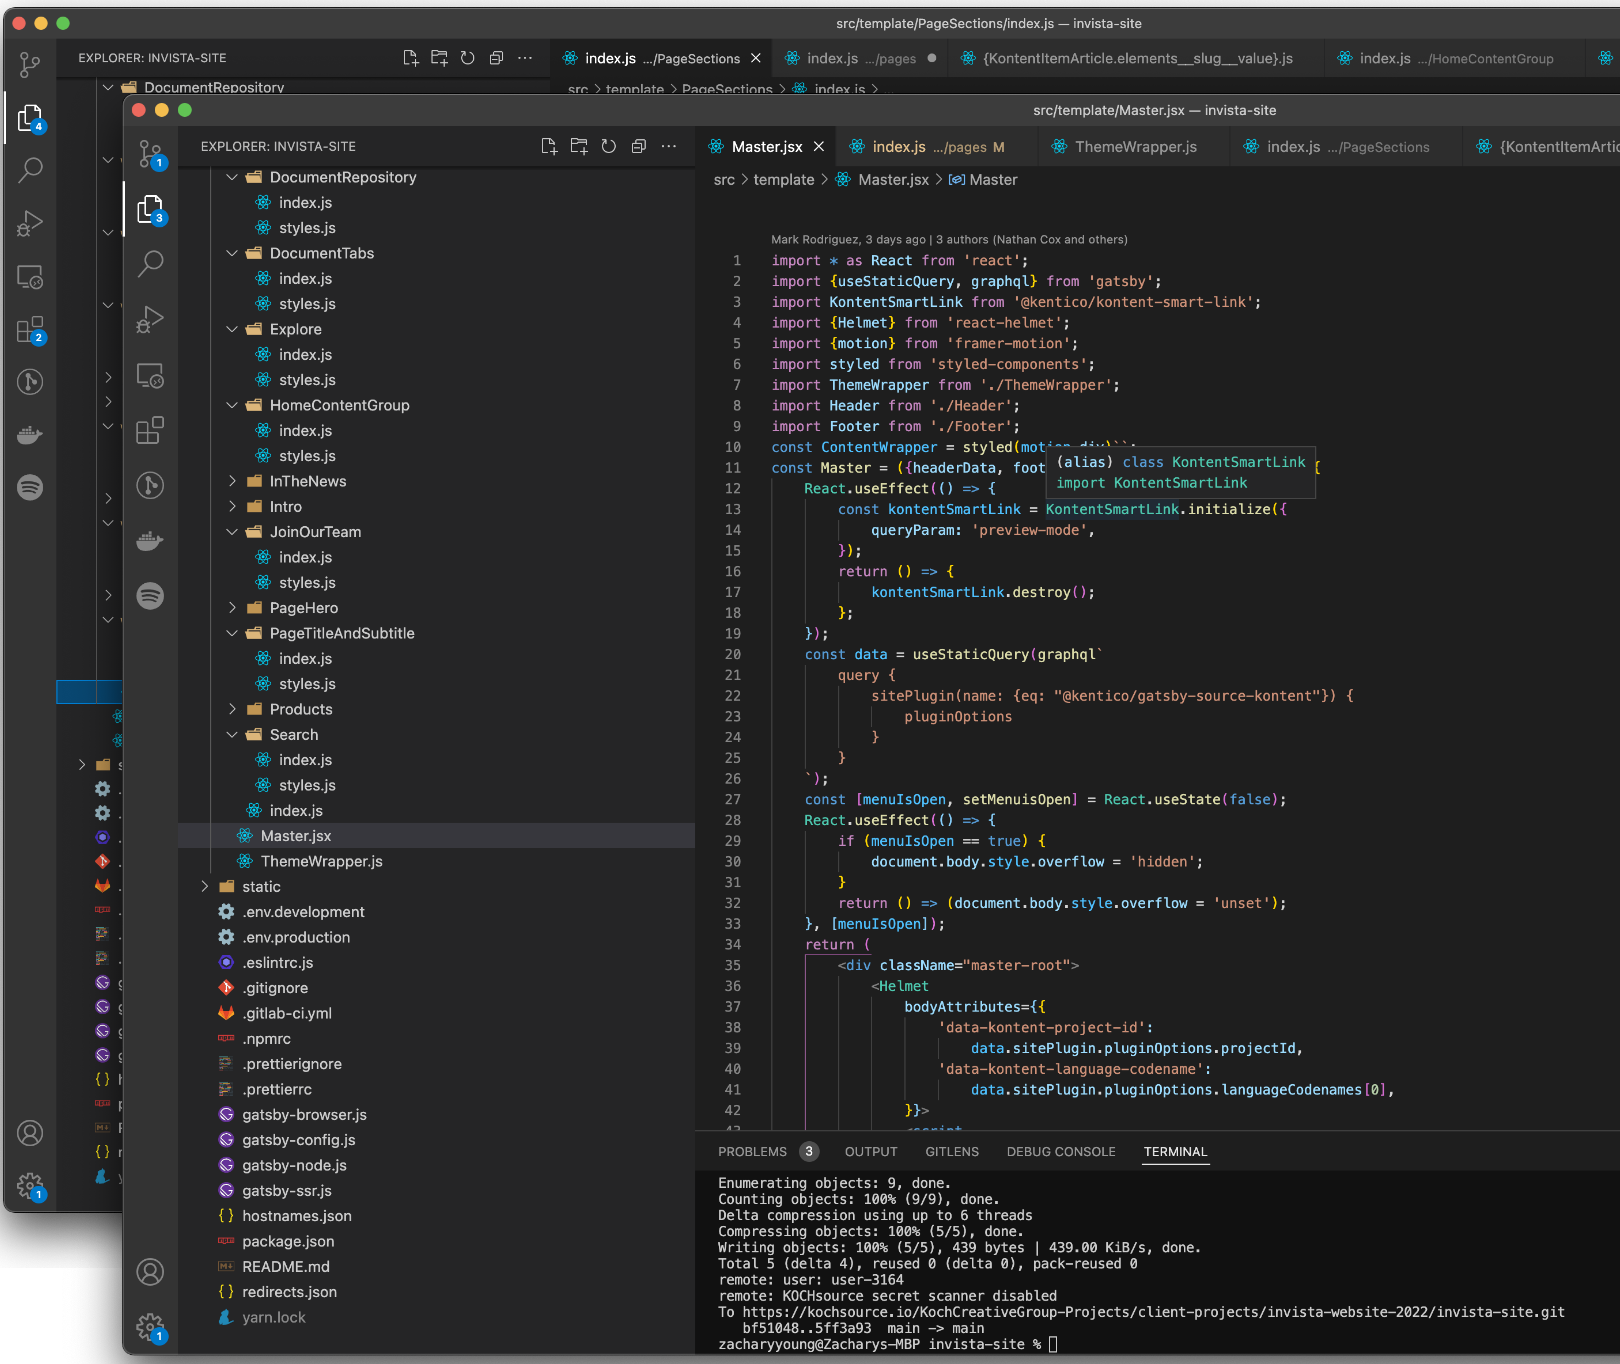 src/template/PageSections/index.js — invista-site
EXPLORER: INVISTA-SITE
index.js .../PageSections
index.js .../pages
{KontentItemArticle.elements__slug__value}.js
index.js .../HomeContentGroup
DocumentRepository
src > template > PageSections > index.js > ...
4
2
1
src/template/Master.jsx — invista-site
EXPLORER: INVISTA-SITE
Master.jsx
index.js .../pages M
ThemeWrapper.js
index.js .../PageSections
{KontentItemArtic
1
3
1
DocumentRepository
index.js
styles.js
DocumentTabs
index.js
styles.js
Explore
index.js
styles.js
HomeContentGroup
index.js
styles.js
InTheNews
Intro
JoinOurTeam
index.js
styles.js
PageHero
PageTitleAndSubtitle
index.js
styles.js
Products
Search
index.js
styles.js
index.js
Master.jsx
ThemeWrapper.js
static
.env.development
.env.production
.eslintrc.js
.gitignore
.gitlab-ci.yml
.npmrc
.prettierignore
.prettierrc
gatsby-browser.js
gatsby-config.js
gatsby-node.js
gatsby-ssr.js
hostnames.json
package.json
README.md
redirects.json
yarn.lock
src > template > Master.jsx > Master
Mark Rodriguez, 3 days ago | 3 authors (Nathan Cox and others)
1 import * as React from 'react';
2 import {useStaticQuery, graphql} from 'gatsby';
3 import KontentSmartLink from '@kentico/kontent-smart-link';
4 import {Helmet} from 'react-helmet';
5 import {motion} from 'framer-motion';
6 import styled from 'styled-components';
7 import ThemeWrapper from './ThemeWrapper';
8 import Header from './Header';
9 import Footer from './Footer';
10 const ContentWrapper = styled(motion.div)``;
11 const Master = ({headerData, foot {
(alias) class KontentSmartLink
import KontentSmartLink
12 React.useEffect(() => {
13 const kontentSmartLink = KontentSmartLink.initialize({
14 queryParam: 'preview-mode',
15 });
16 return () => {
17 kontentSmartLink.destroy();
18 };
19 });
20 const data = useStaticQuery(graphql`
21 query {
22 sitePlugin(name: {eq: "@kentico/gatsby-source-kontent"}) {
23 pluginOptions
24 }
25 }
26 `);
27 const [menuIsOpen, setMenuisOpen] = React.useState(false);
28 React.useEffect(() => {
29 if (menuIsOpen == true) {
30 document.body.style.overflow = 'hidden';
31 }
32 return () => (document.body.style.overflow = 'unset');
33 }, [menuIsOpen]);
34 return (
35 <div className="master-root">
36 <Helmet
37 bodyAttributes={{
38 'data-kontent-project-id':
39 data.sitePlugin.pluginOptions.projectId,
40 'data-kontent-language-codename':
41 data.sitePlugin.pluginOptions.languageCodenames[0],
42 }}>
43 <script
PROBLEMS 3 OUTPUT GITLENS DEBUG CONSOLE TERMINAL
Enumerating objects: 9, done.
Counting objects: 100% (9/9), done.
Delta compression using up to 6 threads
Compressing objects: 100% (5/5), done.
Writing objects: 100% (5/5), 439 bytes | 439.00 KiB/s, done.
Total 5 (delta 4), reused 0 (delta 0), pack-reused 0
remote: user: user-3164
remote: KOCHsource secret scanner disabled
To https://kochsource.io/KochCreativeGroup-Projects/client-projects/invista-website-2022/invista-site.git
bf51048..5ff3a93 main -> main
zacharyyoung@Zacharys-MBP invista-site %